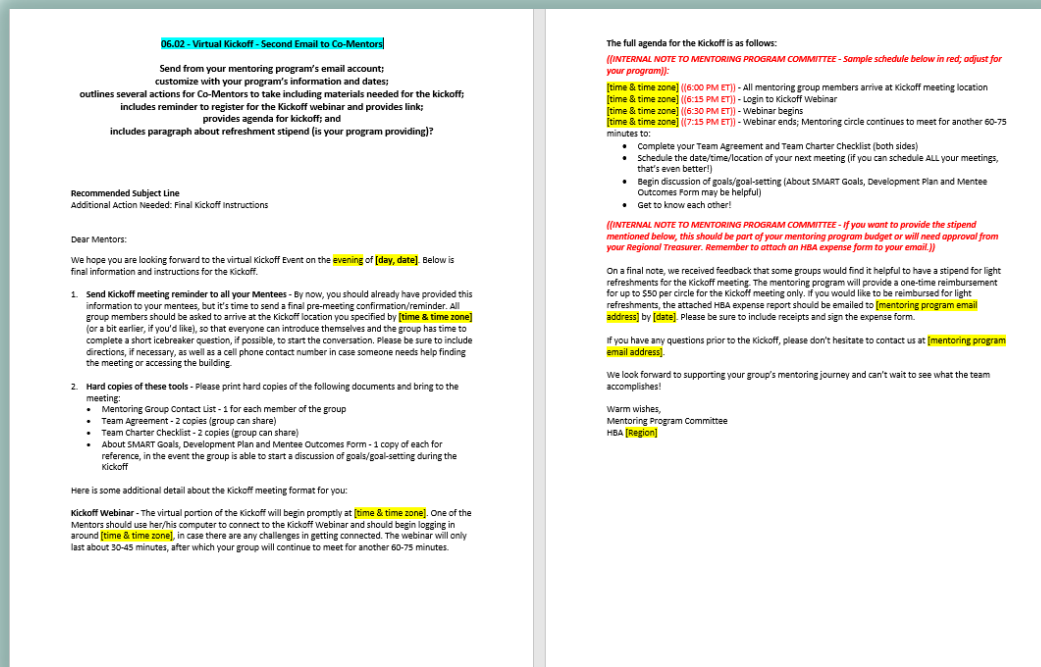 06.02 - Virtual Kickoff - Second Email to Co-Mentors
Send from your mentoring program's email account;
customize with your program's information and dates;
outlines several actions for Co-Mentors to take including materials needed for the kickoff;
includes reminder to register for the Kickoff webinar and provides link;
provides agenda for kickoff; and
includes paragraph about refreshment stipend (is your program providing)?
Recommended Subject Line
Additional Action Needed: Final Kickoff Instructions
Dear Mentors:
We hope you are looking forward to the virtual Kickoff Event on the evening of [day, date]. Below is
final information and instructions for the Kickoff.
1. Send Kickoff meeting reminder to all your Mentees - By now, you should already have provided this
information to your mentees, but it's time to send a final pre-meeting confirmation/reminder. All
group members should be asked to arrive at the Kickoff location you specified by [time & time zone]
(or a bit earlier, if you'd like), so that everyone can introduce themselves and the group has time to
complete a short icebreaker question, if possible, to start the conversation. Please be sure to include
directions, if necessary, as well as a cell phone contact number in case someone needs help finding
the meeting or accessing the building.
2. Hard copies of these tools - Please print hard copies of the following documents and bring to the
meeting:
• Mentoring Group Contact List - 1 for each member of the group
• Team Agreement - 2 copies (group can share)
• Team Charter Checklist - 2 copies (group can share)
• About SMART Goals, Development Plan and Mentee Outcomes Form - 1 copy of each for
reference, in the event the group is able to start a discussion of goals/goal-setting during the
Kickoff
Here is some additional detail about the Kickoff meeting format for you:
Kickoff Webinar - The virtual portion of the Kickoff will begin promptly at [time & time zone]. One of the
Mentors should use her/his computer to connect to the Kickoff Webinar and should begin logging in
around [time & time zone], in case there are any challenges in getting connected. The webinar will only
last about 30-45 minutes, after which your group will continue to meet for another 60-75 minutes.
The full agenda for the Kickoff is as follows:
((INTERNAL NOTE TO MENTORING PROGRAM COMMITTEE - Sample schedule below in red; adjust for
your program)):
[time & time zone] ((6:00 PM ET)) - All mentoring group members arrive at Kickoff meeting location
[time & time zone] ((6:15 PM ET)) - Login to Kickoff Webinar
[time & time zone] ((6:30 PM ET)) - Webinar begins
[time & time zone] ((7:15 PM ET)) - Webinar ends; Mentoring circle continues to meet for another 60-75
minutes to:
• Complete your Team Agreement and Team Charter Checklist (both sides)
• Schedule the date/time/location of your next meeting (if you can schedule ALL your meetings,
that's even better!)
• Begin discussion of goals/goal-setting (About SMART Goals, Development Plan and Mentee
Outcomes Form may be helpful)
• Get to know each other!
((INTERNAL NOTE TO MENTORING PROGRAM COMMITTEE - If you want to provide the stipend
mentioned below, this should be part of your mentoring program budget or will need approval from
your Regional Treasurer. Remember to attach an HBA expense form to your email.))
On a final note, we received feedback that some groups would find it helpful to have a stipend for light
refreshments for the Kickoff meeting. The mentoring program will provide a one-time reimbursement
for up to $50 per circle for the Kickoff meeting only. If you would like to be reimbursed for light
refreshments, the attached HBA expense report should be emailed to [mentoring program email
address] by [date]. Please be sure to include receipts and sign the expense form.
If you have any questions prior to the Kickoff, please don't hesitate to contact us at [mentoring program
email address].
We look forward to supporting your group's mentoring journey and can't wait to see what the team
accomplishes!
Warm wishes,
Mentoring Program Committee
HBA [Region]